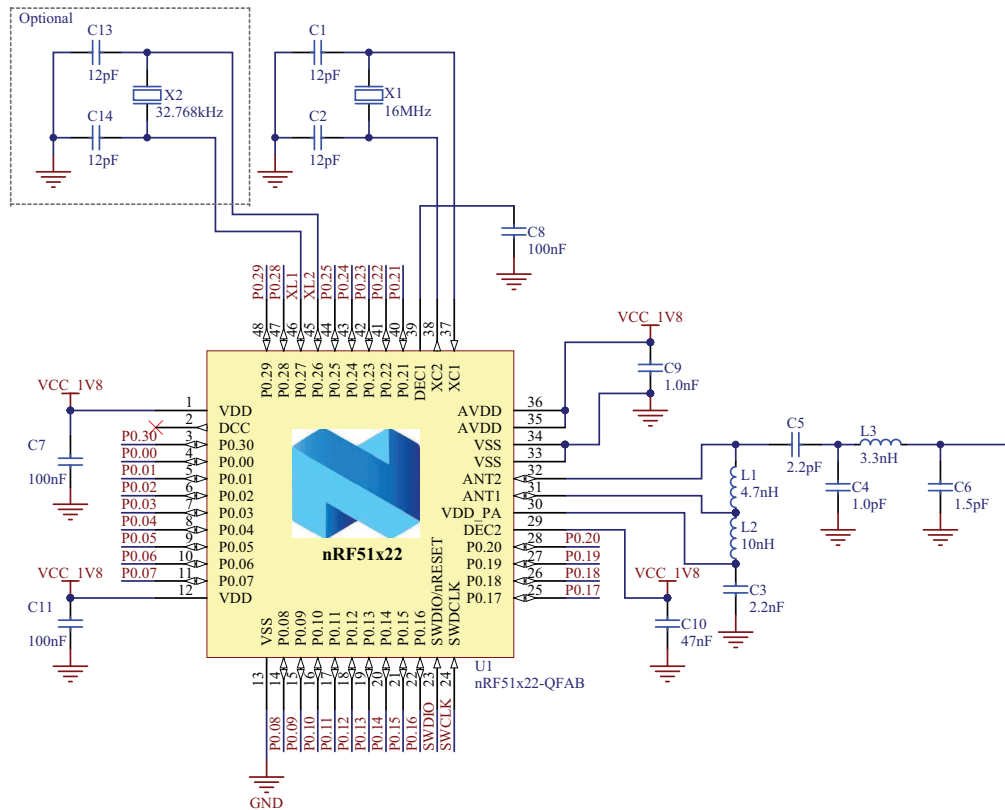 Optional
C13
12pF
X2
32.768kHz
C14
12pF
C1
12pF
X1
16MHz
C2
12pF
C8
100nF
P0.29
P0.28
XL1
XL2
P0.25
P0.24
P0.23
P0.22
P0.21
48
47
46
45
44
43
42
41
40
39
38
37
P0.29
P0.28
P0.27
P0.26
P0.25
P0.24
P0.23
P0.22
P0.21
DEC1
XC2
XC1
VCC_1V8
C7
100nF
P0.30
P0.00
P0.01
P0.02
P0.03
P0.04
P0.05
P0.06
P0.07
VCC_1V8
C11
100nF
1
2
3
4
5
6
7
8
9
10
11
12
VDD
DCC
P0.30
P0.00
P0.01
P0.02
P0.03
P0.04
P0.05
P0.06
P0.07
VDD
nRF51x22
AVDD
AVDD
VSS
VSS
ANT2
ANT1
VDD_PA
DEC2
P0.20
P0.19
P0.18
P0.17
36
35
34
33
32
31
30
29
28
27
26
25
P0.20
P0.19
P0.18
P0.17
VCC_1V8
C9
1.0nF
C5
2.2pF
L3
3.3nH
L1
4.7nH
C4
1.0pF
C6
1.5pF
L2
10nH
C3
2.2nF
VCC_1V8
C10
47nF
VSS
P0.08
P0.09
P0.10
P0.11
P0.12
P0.13
P0.14
P0.15
P0.16
SWDIO/nRESET
SWDCLK
13
14
15
16
17
18
19
20
21
22
23
24
U1
nRF51x22-QFAB
P0.08
P0.09
P0.10
P0.11
P0.12
P0.13
P0.14
P0.15
P0.16
SWDIO
SWCLK
GND